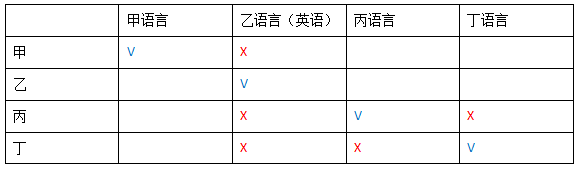 甲语言 乙语言（英语） 丙语言 丁语言
甲 V X
乙 V
丙 X V X
丁 X X V